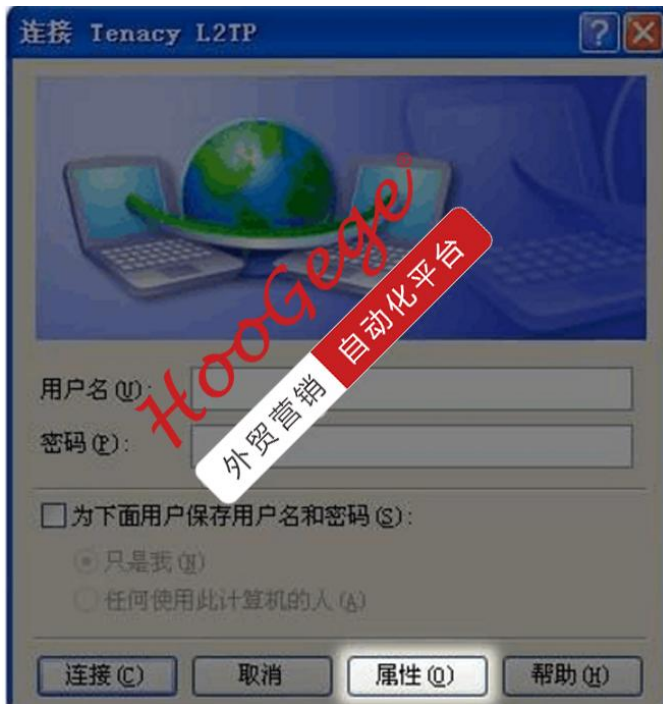 连接 Tenacy L2TP
HooGege®
外贸营销 自动化平台
用户名(U):
密码(P):
为下面用户保存用户名和密码(S):
只是我(N)
任何使用此计算机的人(A)
连接(C) 取消 属性(O) 帮助(H)